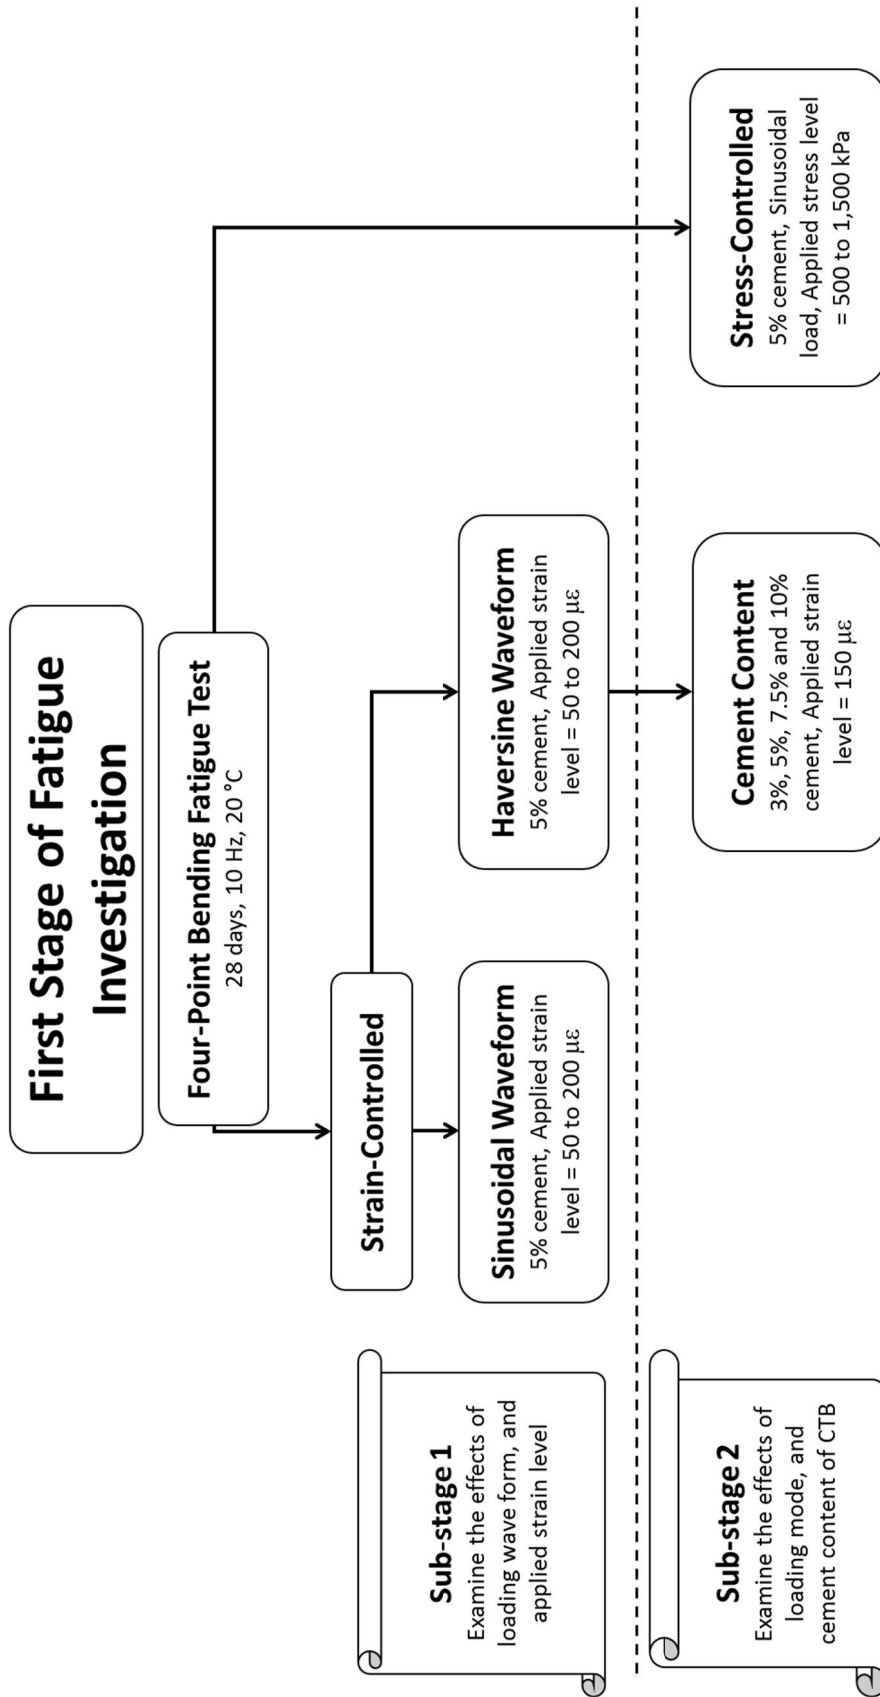 First Stage of Fatigue
Investigation
Four-Point Bending Fatigue Test
28 days, 10 Hz, 20 °C
Strain-Controlled
Sub-stage 1
Examine the effects of
loading wave form, and
applied strain level
Sinusoidal Waveform
5% cement, Applied strain
level = 50 to 200 µε
Haversine Waveform
5% cement, Applied strain
level = 50 to 200 µε
Sub-stage 2
Examine the effects of
loading mode, and
cement content of CTB
Cement Content
3%, 5%, 7.5% and 10%
cement, Applied strain
level = 150 µε
Stress-Controlled
5% cement, Sinusoidal
load, Applied stress level
= 500 to 1,500 kPa